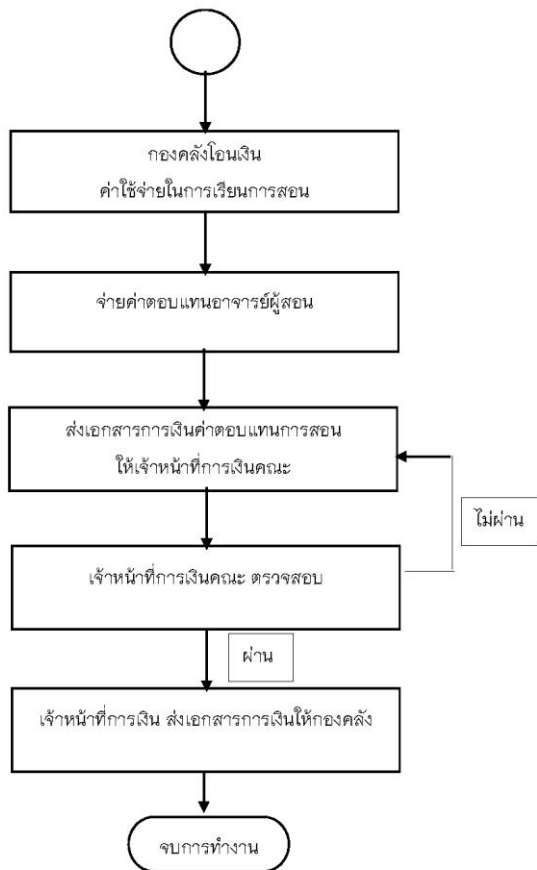 กองคลังโอนเงิน
ค่าใช้จ่ายในการเรียนการสอน
จ่ายค่าตอบแทนอาจารย์ผู้สอน
ส่งเอกสารการเงินค่าตอบแทนการสอน
ให้เจ้าหน้าที่การเงินคณะ
ไม่ผ่าน
เจ้าหน้าที่การเงินคณะ ตรวจสอบ
ผ่าน
เจ้าหน้าที่การเงิน ส่งเอกสารการเงินให้กองคลัง
จบการทำงาน